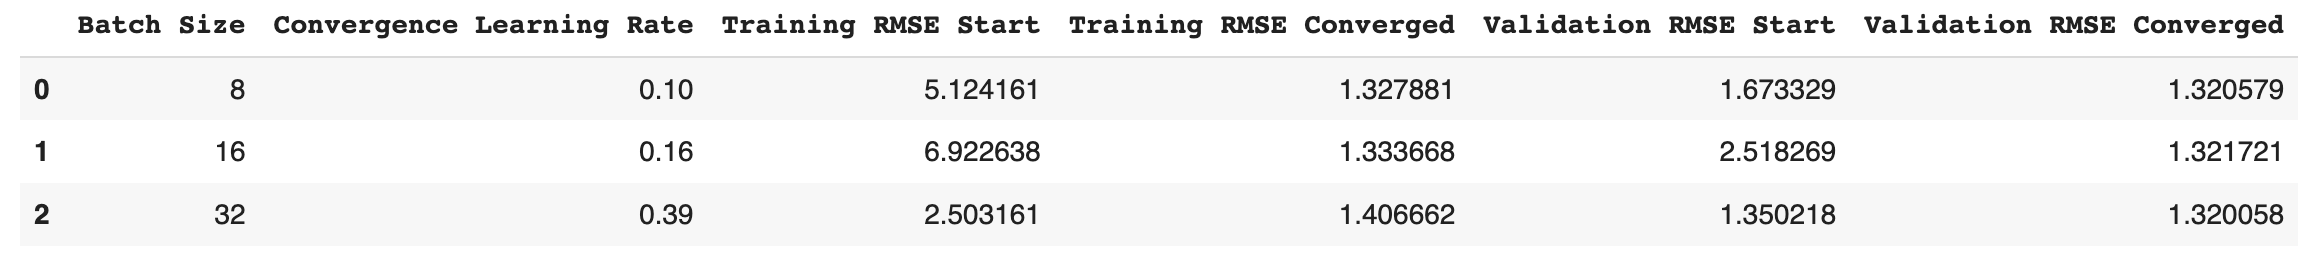 Batch Size Convergence Learning Rate Training RMSE Start Training RMSE Converged Validation RMSE Start Validation RMSE Converged
0 8 0.10 5.124161 1.327881 1.673329 1.320579
1 16 0.16 6.922638 1.333668 2.518269 1.321721
2 32 0.39 2.503161 1.406662 1.350218 1.320058